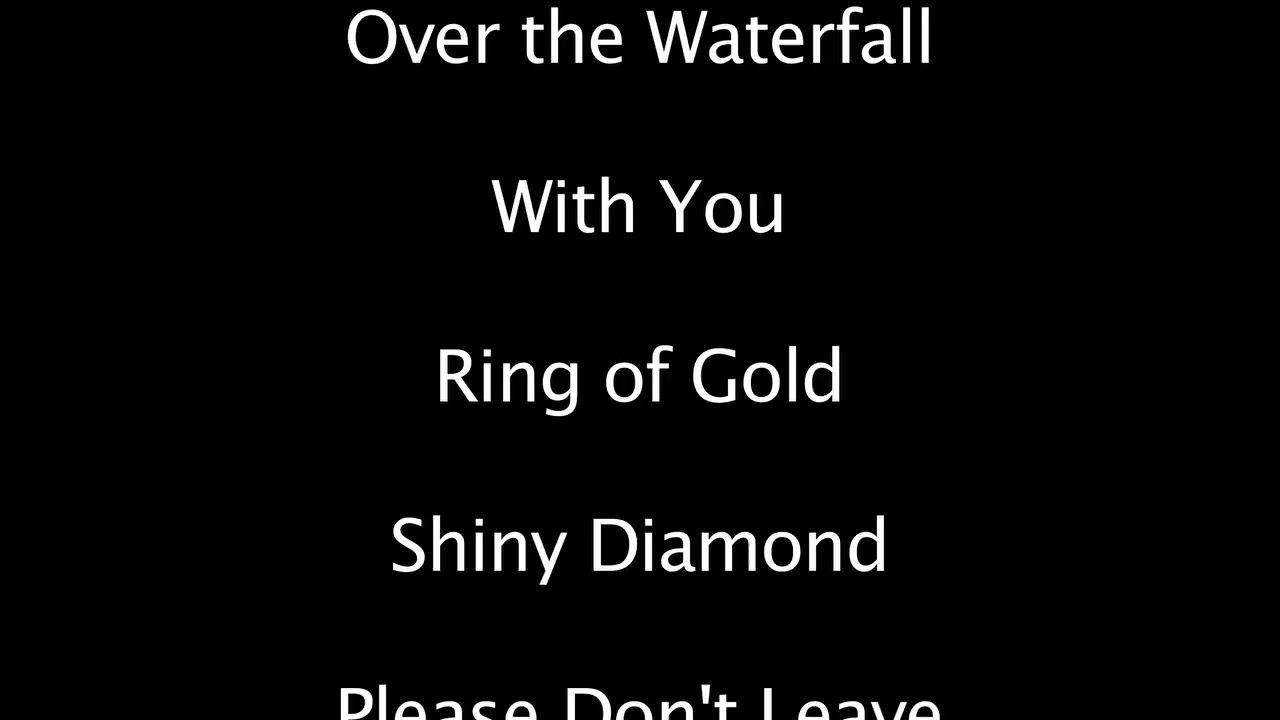 Over the Waterfall
With You
Ring of Gold
Shiny Diamond
Please Don't Leave